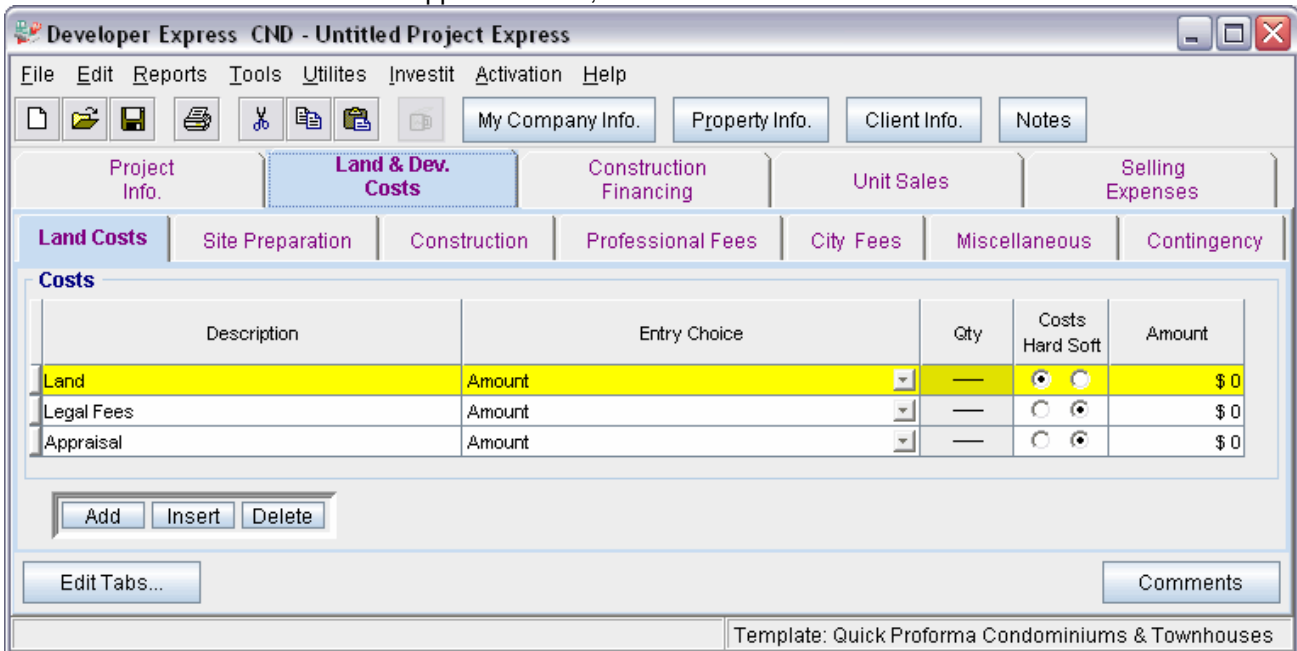 Developer Express CND - Untitled Project Express
File Edit Reports Tools Utilites Investit Activation Help
My Company Info. Property Info. Client Info. Notes
Project Info. Land & Dev. Costs Construction Financing Unit Sales Selling Expenses
Land Costs Site Preparation Construction Professional Fees City Fees Miscellaneous Contingency
Costs
Description Entry Choice Qty Costs Hard Soft Amount
Land Amount — $ 0
Legal Fees Amount — $ 0
Appraisal Amount — $ 0
Add Insert Delete
Edit Tabs... Comments
Template: Quick Proforma Condominiums & Townhouses